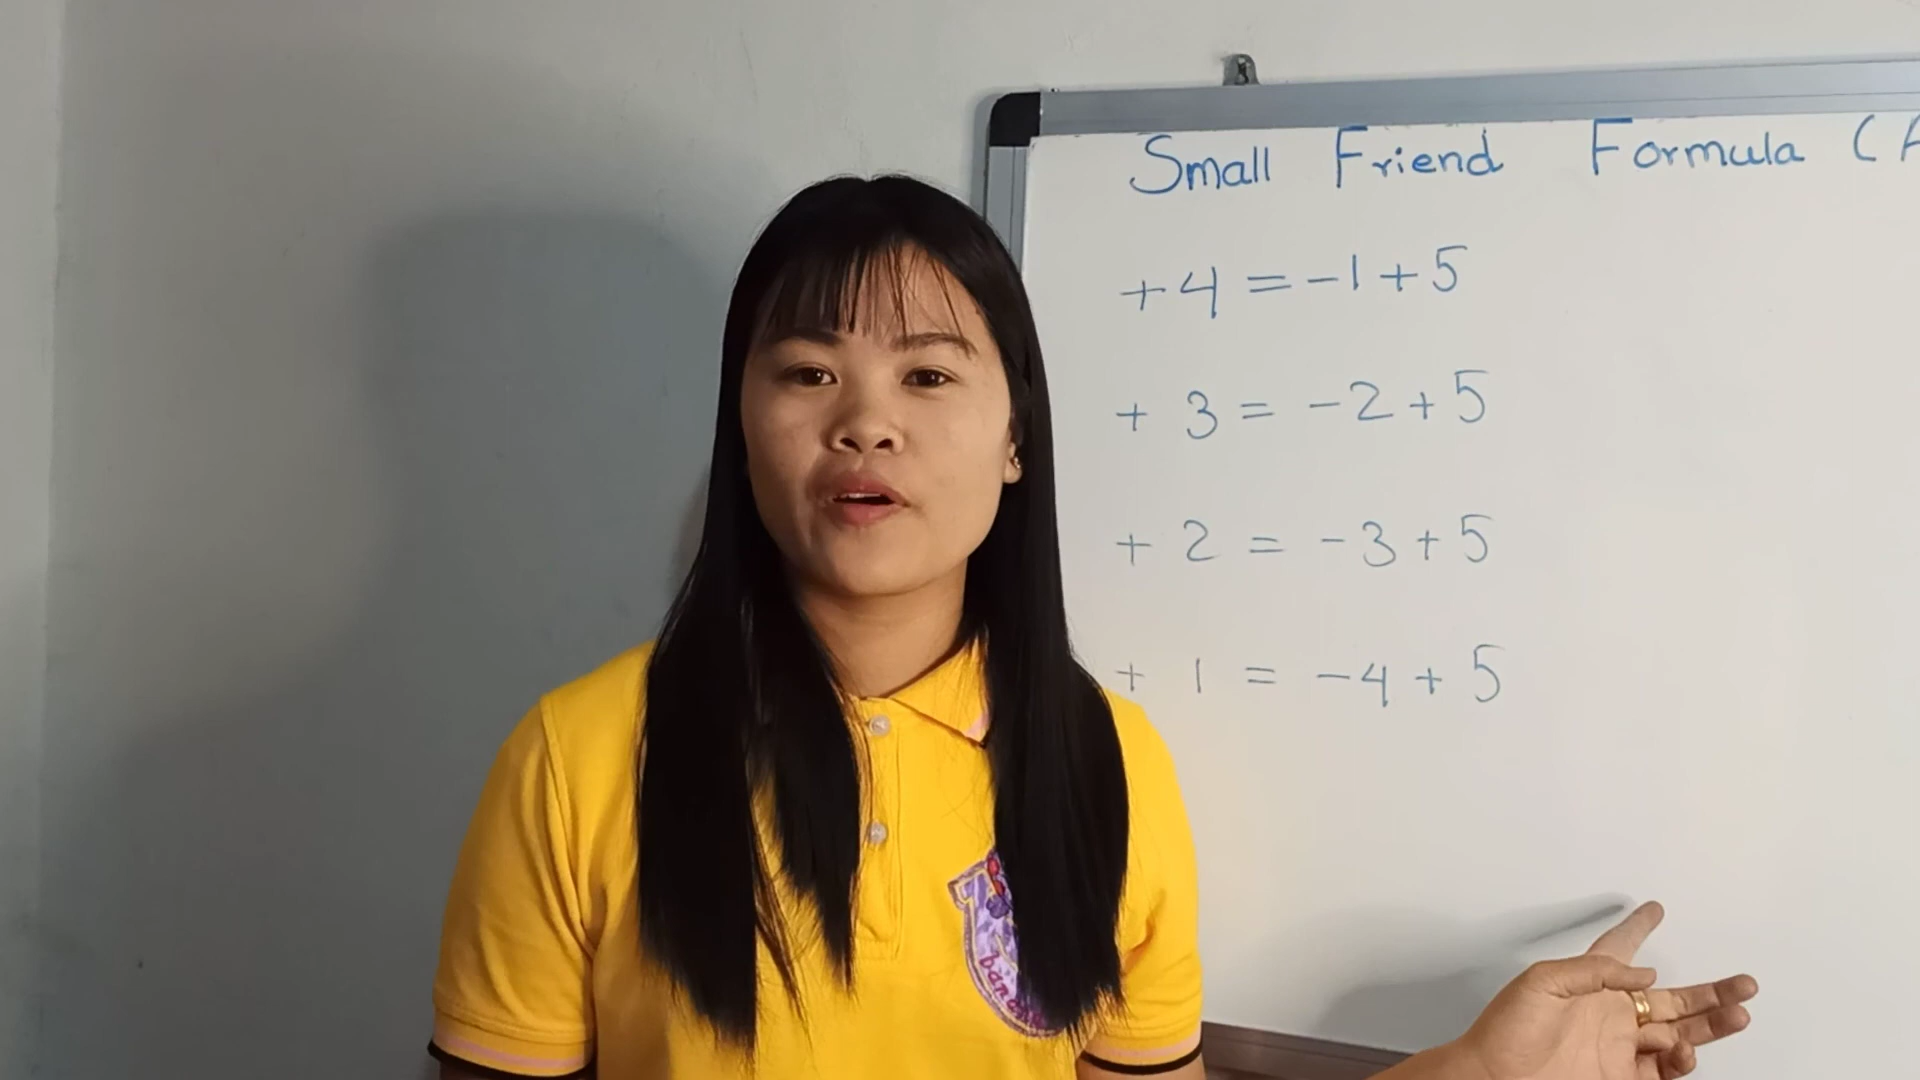 Small Friend Formula (A
+4 = -1 + 5
+ 3 = -2 + 5
+ 2 = -3 + 5
+ 1 = -4 + 5